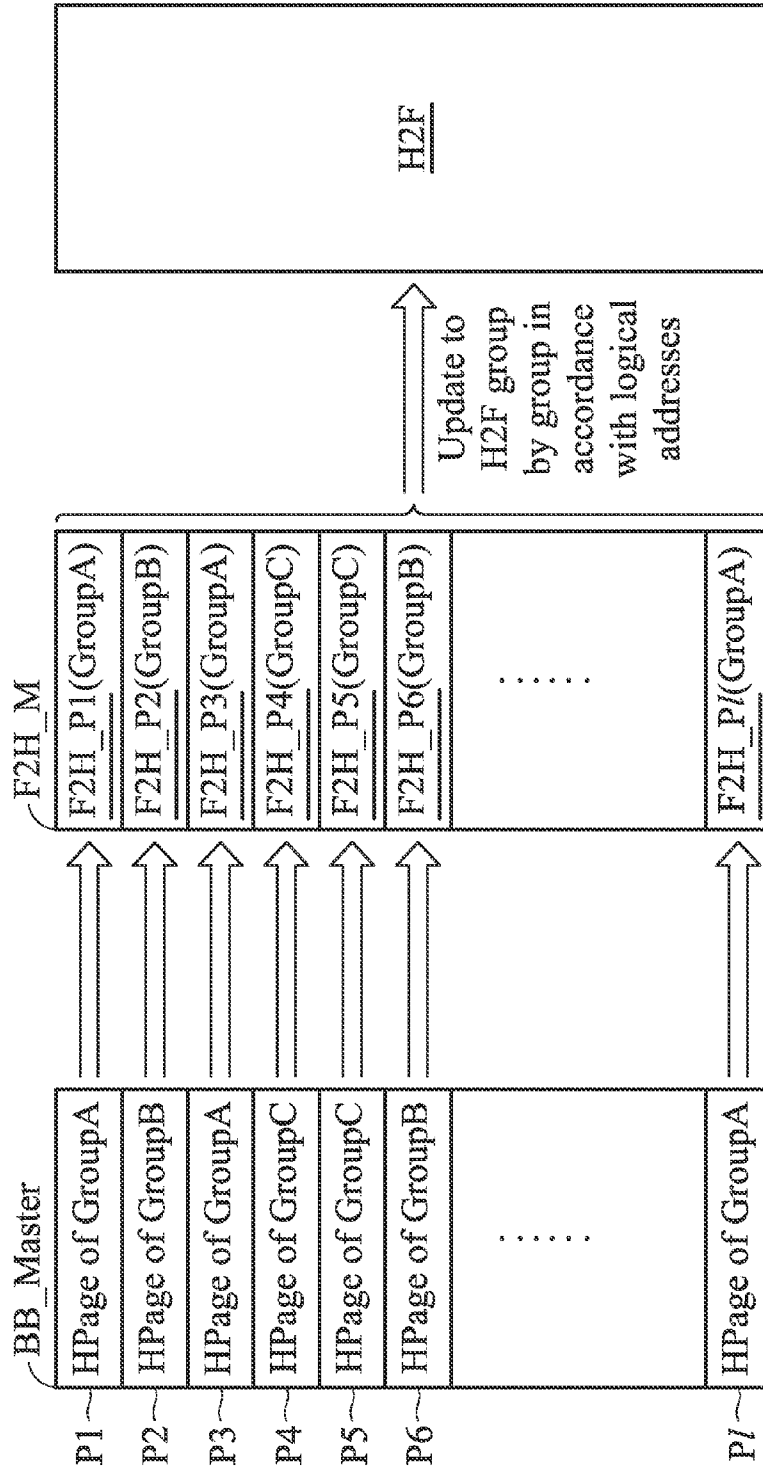 BB_Master
P1
HPage of GroupA
P2
HPage of GroupB
P3
HPage of GroupA
P4
HPage of GroupC
P5
HPage of GroupC
P6
HPage of GroupB
......
Pl
HPage of GroupA
F2H_M
F2H_P1(GroupA)
F2H_P2(GroupB)
F2H_P3(GroupA)
F2H_P4(GroupC)
F2H_P5(GroupC)
F2H_P6(GroupB)
......
F2H_Pl(GroupA)
Update to
H2F group
by group in
accordance
with logical
addresses
H2F